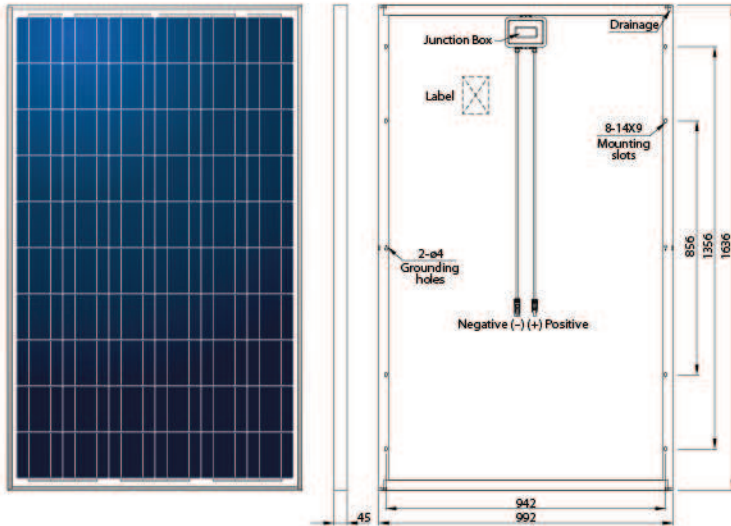 Drainage
Junction Box
Label
8-14X9
Mounting
slots
2-ø4
Grounding
holes
856
1356
1636
Negative (-) (+) Positive
942
45
992